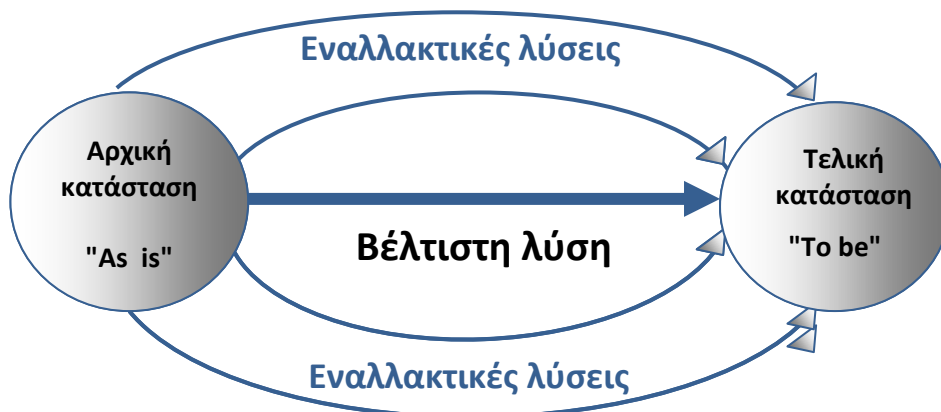 Εναλλακτικές λύσεις
Αρχική
κατάσταση
"As is"
Τελική
κατάσταση
"To be"
Βέλτιστη λύση
Εναλλακτικές λύσεις